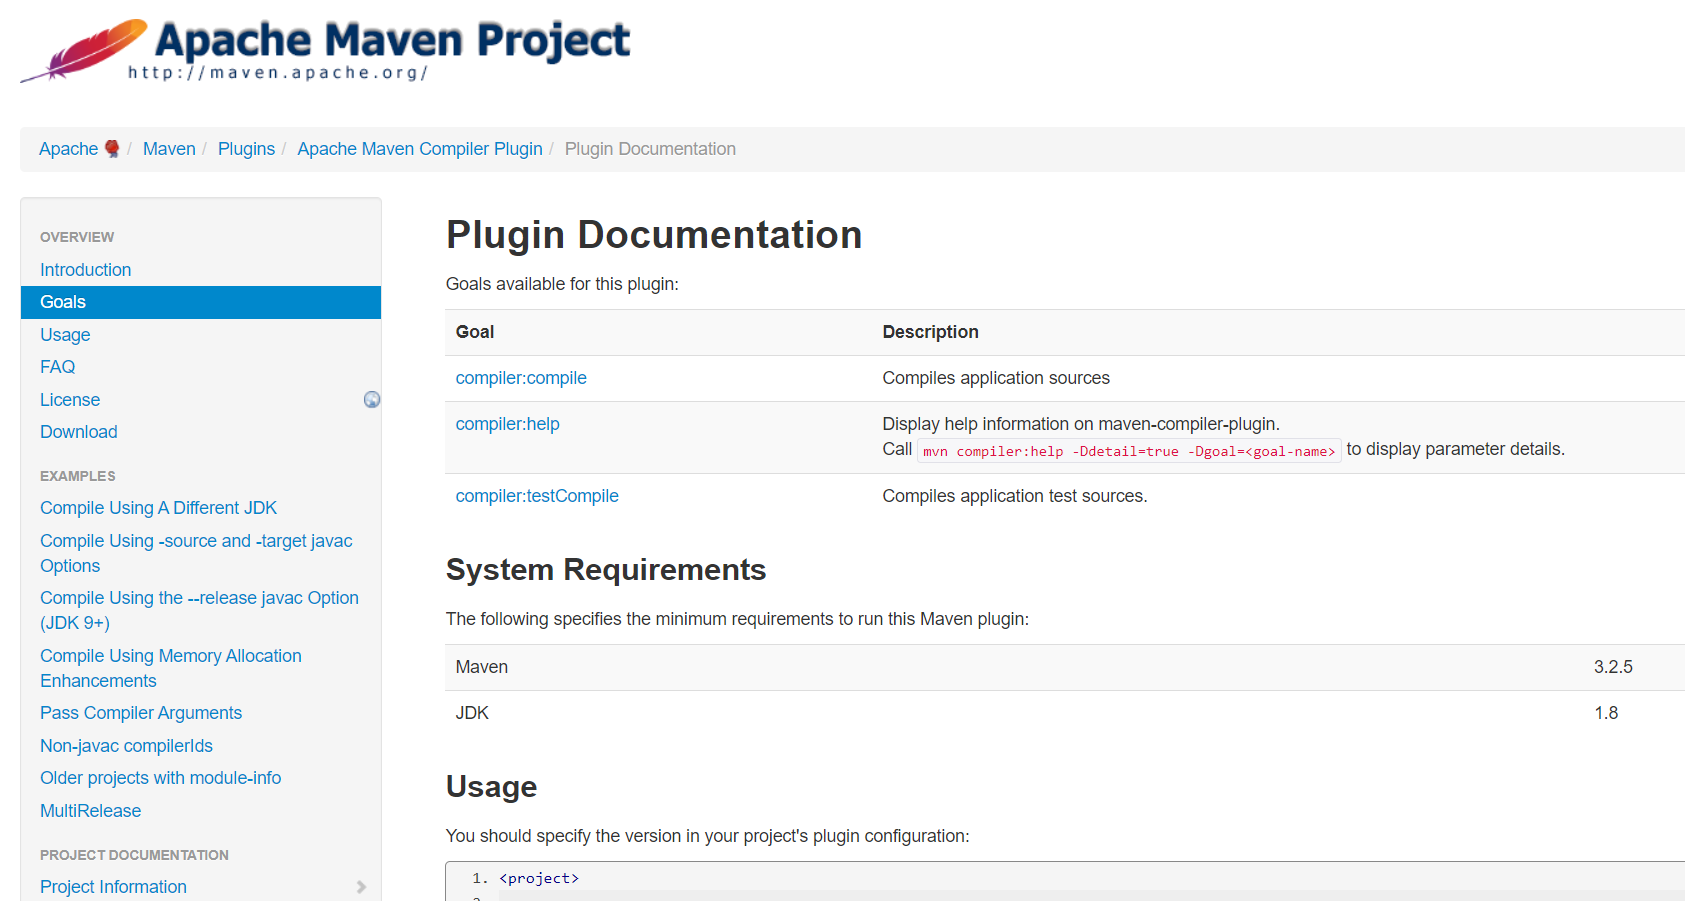 Apache Maven Project
http://maven.apache.org/
Apache / Maven / Plugins / Apache Maven Compiler Plugin / Plugin Documentation
OVERVIEW
Introduction
Goals
Usage
FAQ
License
Download
EXAMPLES
Compile Using A Different JDK
Compile Using -source and -target javac
Options
Compile Using the --release javac Option
(JDK 9+)
Compile Using Memory Allocation
Enhancements
Pass Compiler Arguments
Non-javac compilerIds
Older projects with module-info
MultiRelease
PROJECT DOCUMENTATION
Project Information
Plugin Documentation
Goals available for this plugin:
Goal Description
compiler:compile Compiles application sources
compiler:help Display help information on maven-compiler-plugin.
Call mvn compiler:help -Ddetail=true -Dgoal=<goal-name> to display parameter details.
compiler:testCompile Compiles application test sources.
System Requirements
The following specifies the minimum requirements to run this Maven plugin:
Maven 3.2.5
JDK 1.8
Usage
You should specify the version in your project's plugin configuration:
1. <project>